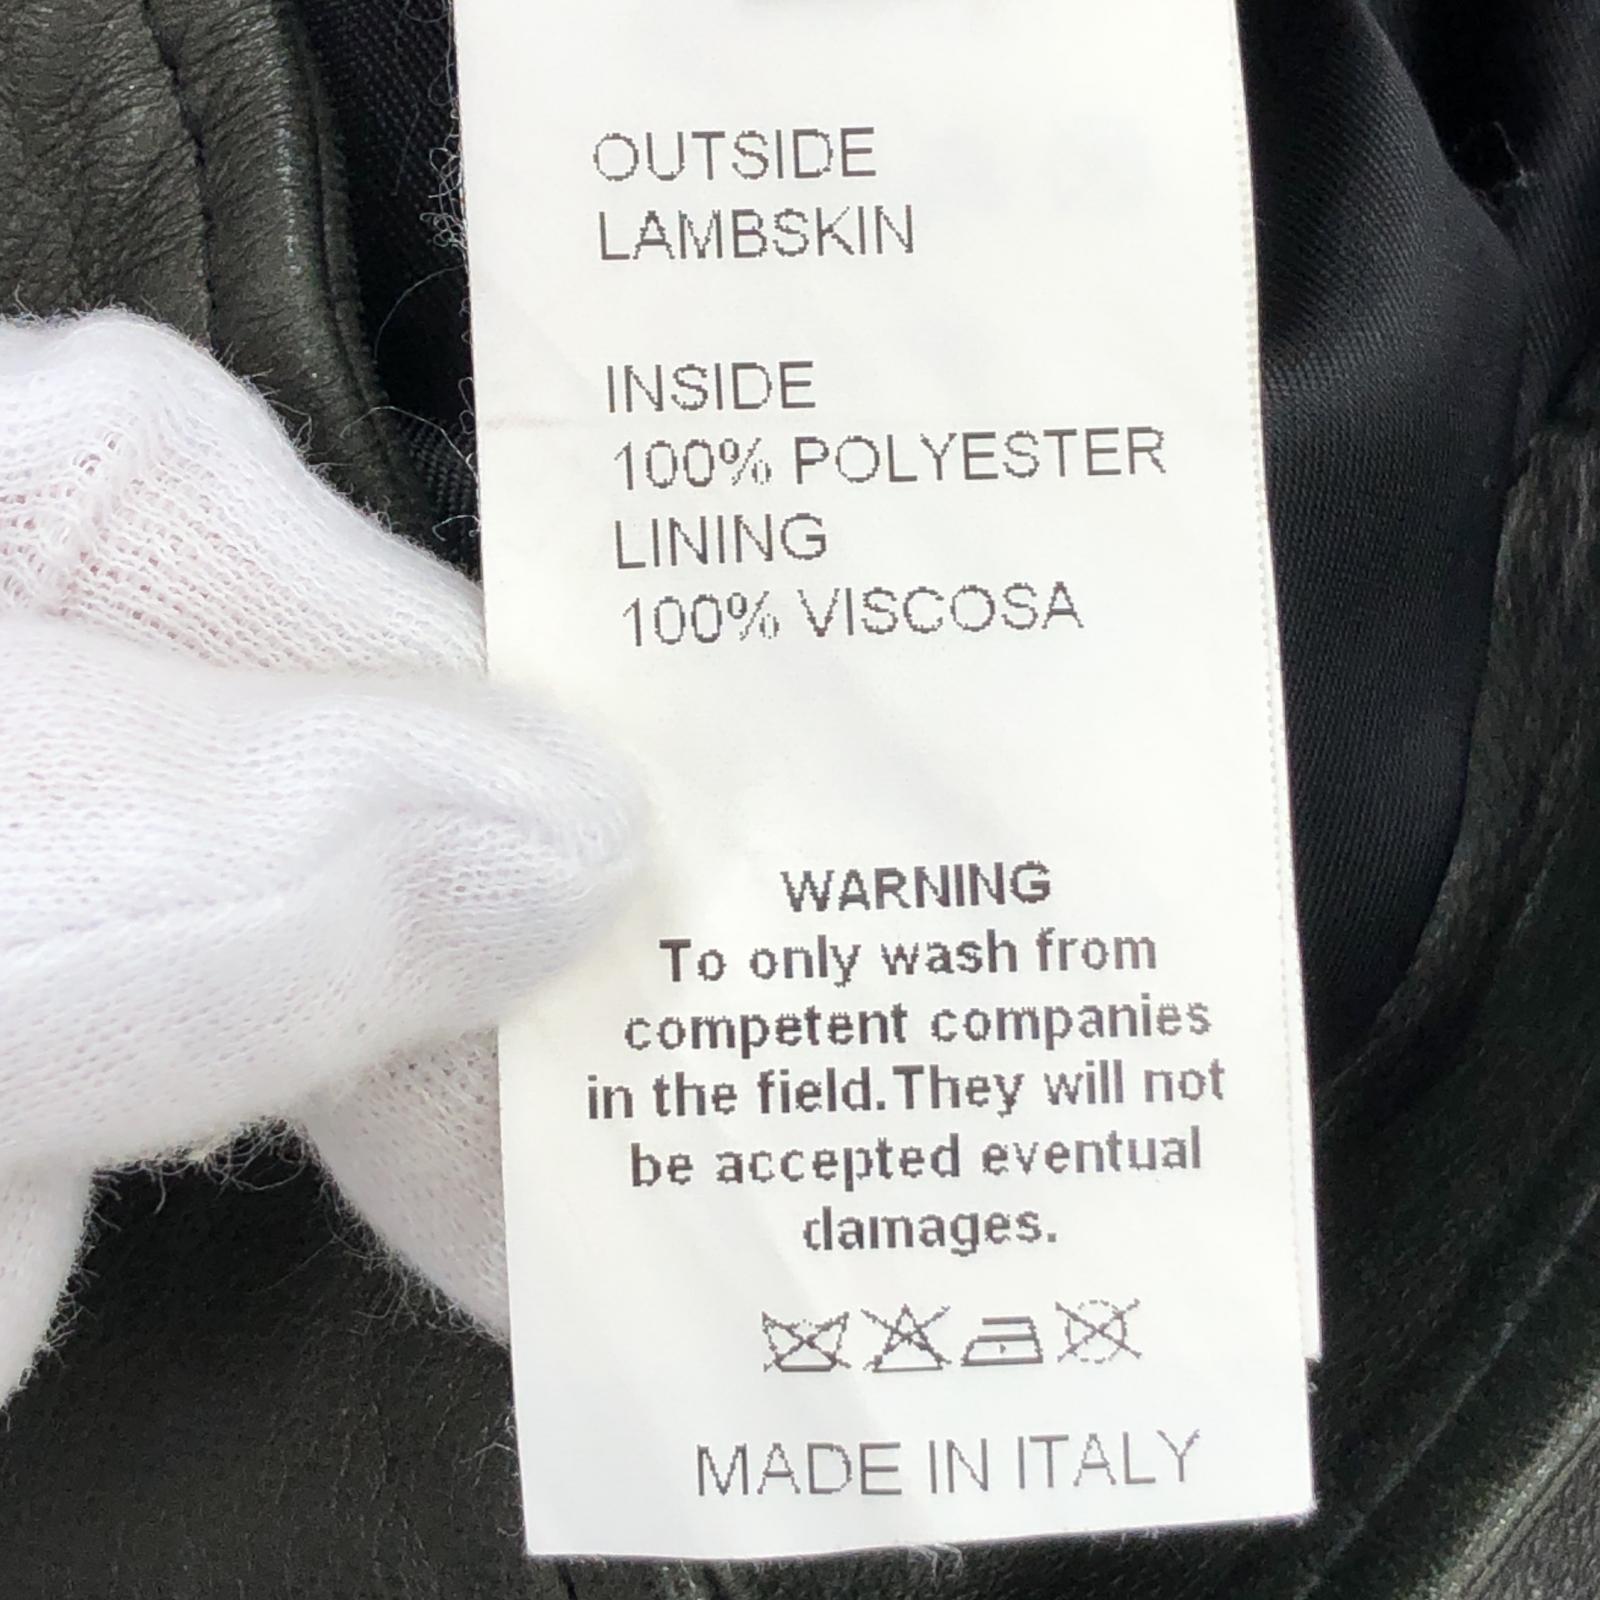 OUTSIDE
LAMBSKIN
INSIDE
100% POLYESTER
LINING
100% VISCOSA
WARNING
To only wash from
competent companies
in the field.They will not
be accepted eventual
damages.
MADE IN ITALY